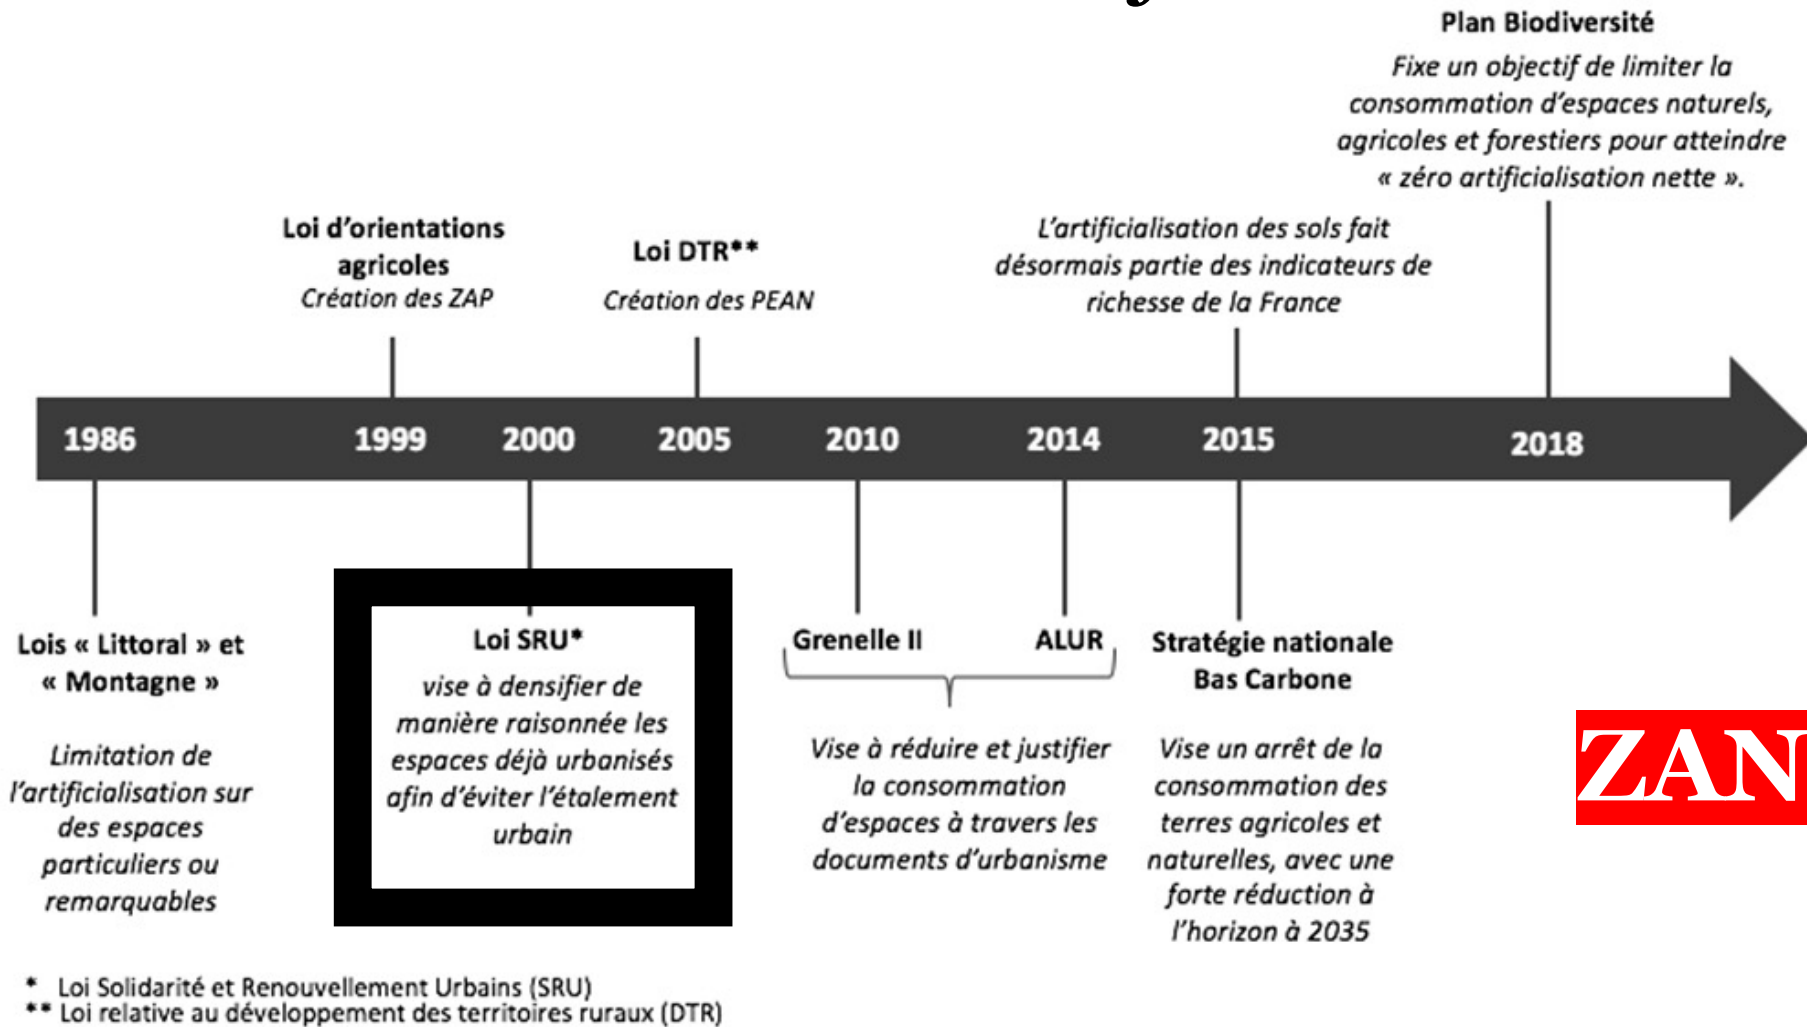 Plan Biodiversité
Fixe un objectif de limiter la
consommation d'espaces naturels,
agricoles et forestiers pour atteindre
« zéro artificialisation nette ».
Loi d'orientations
agricoles
Création des ZAP
Loi DTR**
Création des PEAN
L'artificialisation des sols fait
désormais partie des indicateurs de
richesse de la France
1986
1999
2000
2005
2010
2014
2015
2018
Lois « Littoral » et
« Montagne »
Limitation de
l'artificialisation sur
des espaces
particuliers ou
remarquables
Loi SRU*
vise à densifier de
manière raisonnée les
espaces déjà urbanisés
afin d'éviter l'étalement
urbain
Grenelle II
ALUR
Vise à réduire et justifier
la consommation
d'espaces à travers les
documents d'urbanisme
Stratégie nationale
Bas Carbone
Vise un arrêt de la
consommation des
terres agricoles et
naturelles, avec une
forte réduction à
l'horizon à 2035
ZAN
* Loi Solidarité et Renouvellement Urbains (SRU)
** Loi relative au développement des territoires ruraux (DTR)